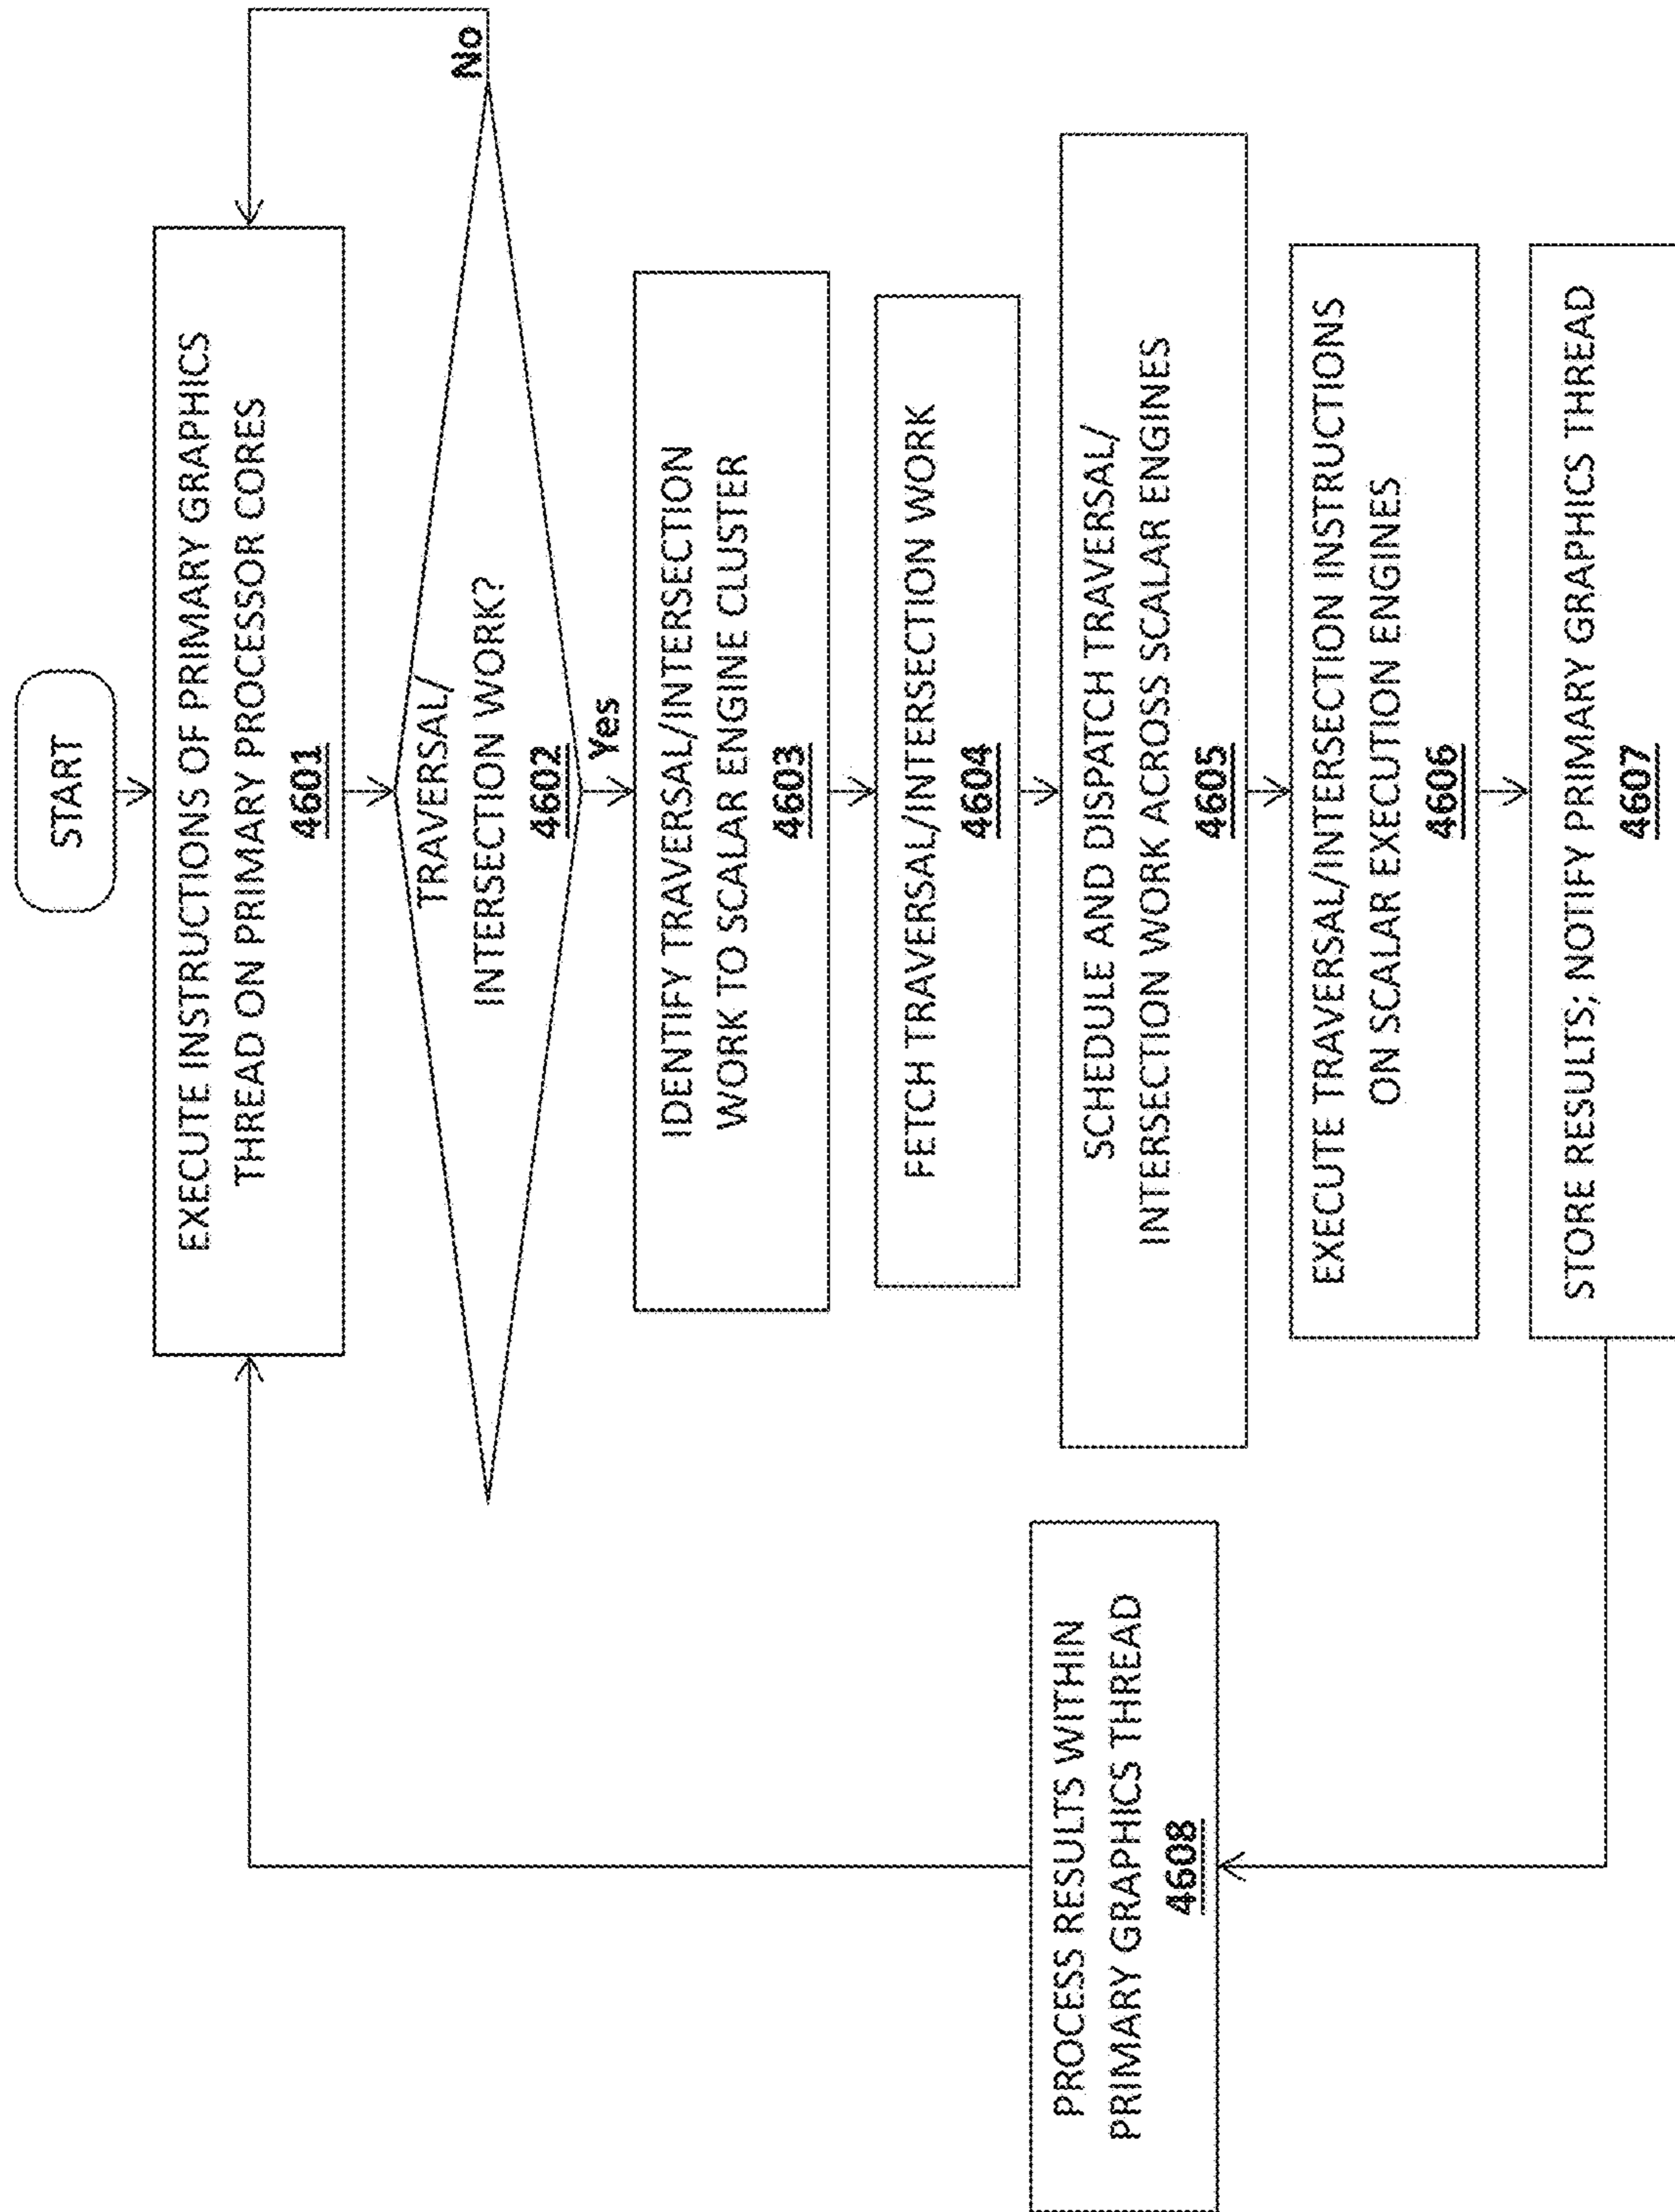 START
EXECUTE INSTRUCTIONS OF PRIMARY GRAPHICS
THREAD ON PRIMARY PROCESSOR CORES
4601
TRAVERSAL/
INTERSECTION WORK?
4602
No
Yes
IDENTIFY TRAVERSAL/INTERSECTION
WORK TO SCALAR ENGINE CLUSTER
4603
FETCH TRAVERSAL/INTERSECTION WORK
4604
SCHEDULE AND DISPATCH TRAVERSAL/
INTERSECTION WORK ACROSS SCALAR ENGINES
4605
EXECUTE TRAVERSAL/INTERSECTION INSTRUCTIONS
ON SCALAR EXECUTION ENGINES
4606
STORE RESULTS; NOTIFY PRIMARY GRAPHICS THREAD
4607
PROCESS RESULTS WITHIN
PRIMARY GRAPHICS THREAD
4608